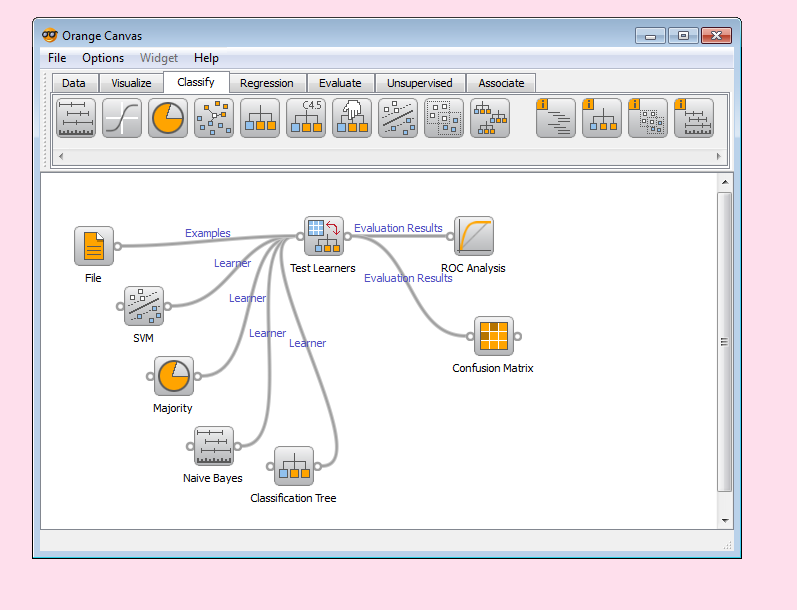 Orange Canvas
File Options Widget Help
Data Visualize Classify Regression Evaluate Unsupervised Associate
C4.5
i i i i
Examples
Evaluation Results
File
Learner
Test Learners
ROC Analysis
Evaluation Results
Learner
SVM
Learner
Learner
Confusion Matrix
Majority
Naive Bayes
Classification Tree